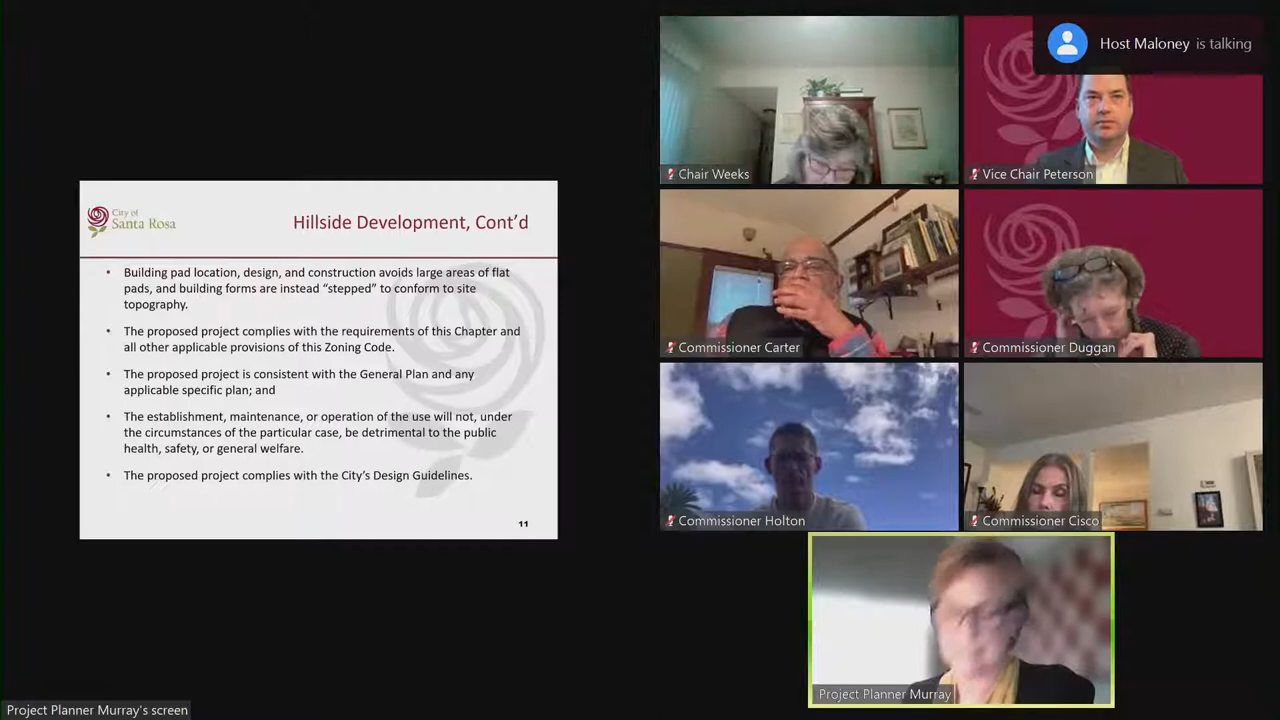 Host Maloney is talking
Chair Weeks
Vice Chair Peterson
City of
Santa Rosa
Hillside Development, Cont'd
• Building pad location, design, and construction avoids large areas of flat
pads, and building forms are instead “stepped” to conform to site
topography.
• The proposed project complies with the requirements of this Chapter and
all other applicable provisions of this Zoning Code.
• The proposed project is consistent with the General Plan and any
applicable specific plan; and
• The establishment, maintenance, or operation of the use will not, under
the circumstances of the particular case, be detrimental to the public
health, safety, or general welfare.
• The proposed project complies with the City's Design Guidelines.
11
Commissioner Carter
Commissioner Duggan
Commissioner Holton
Commissioner Cisco
Project Planner Murray
Project Planner Murray's screen